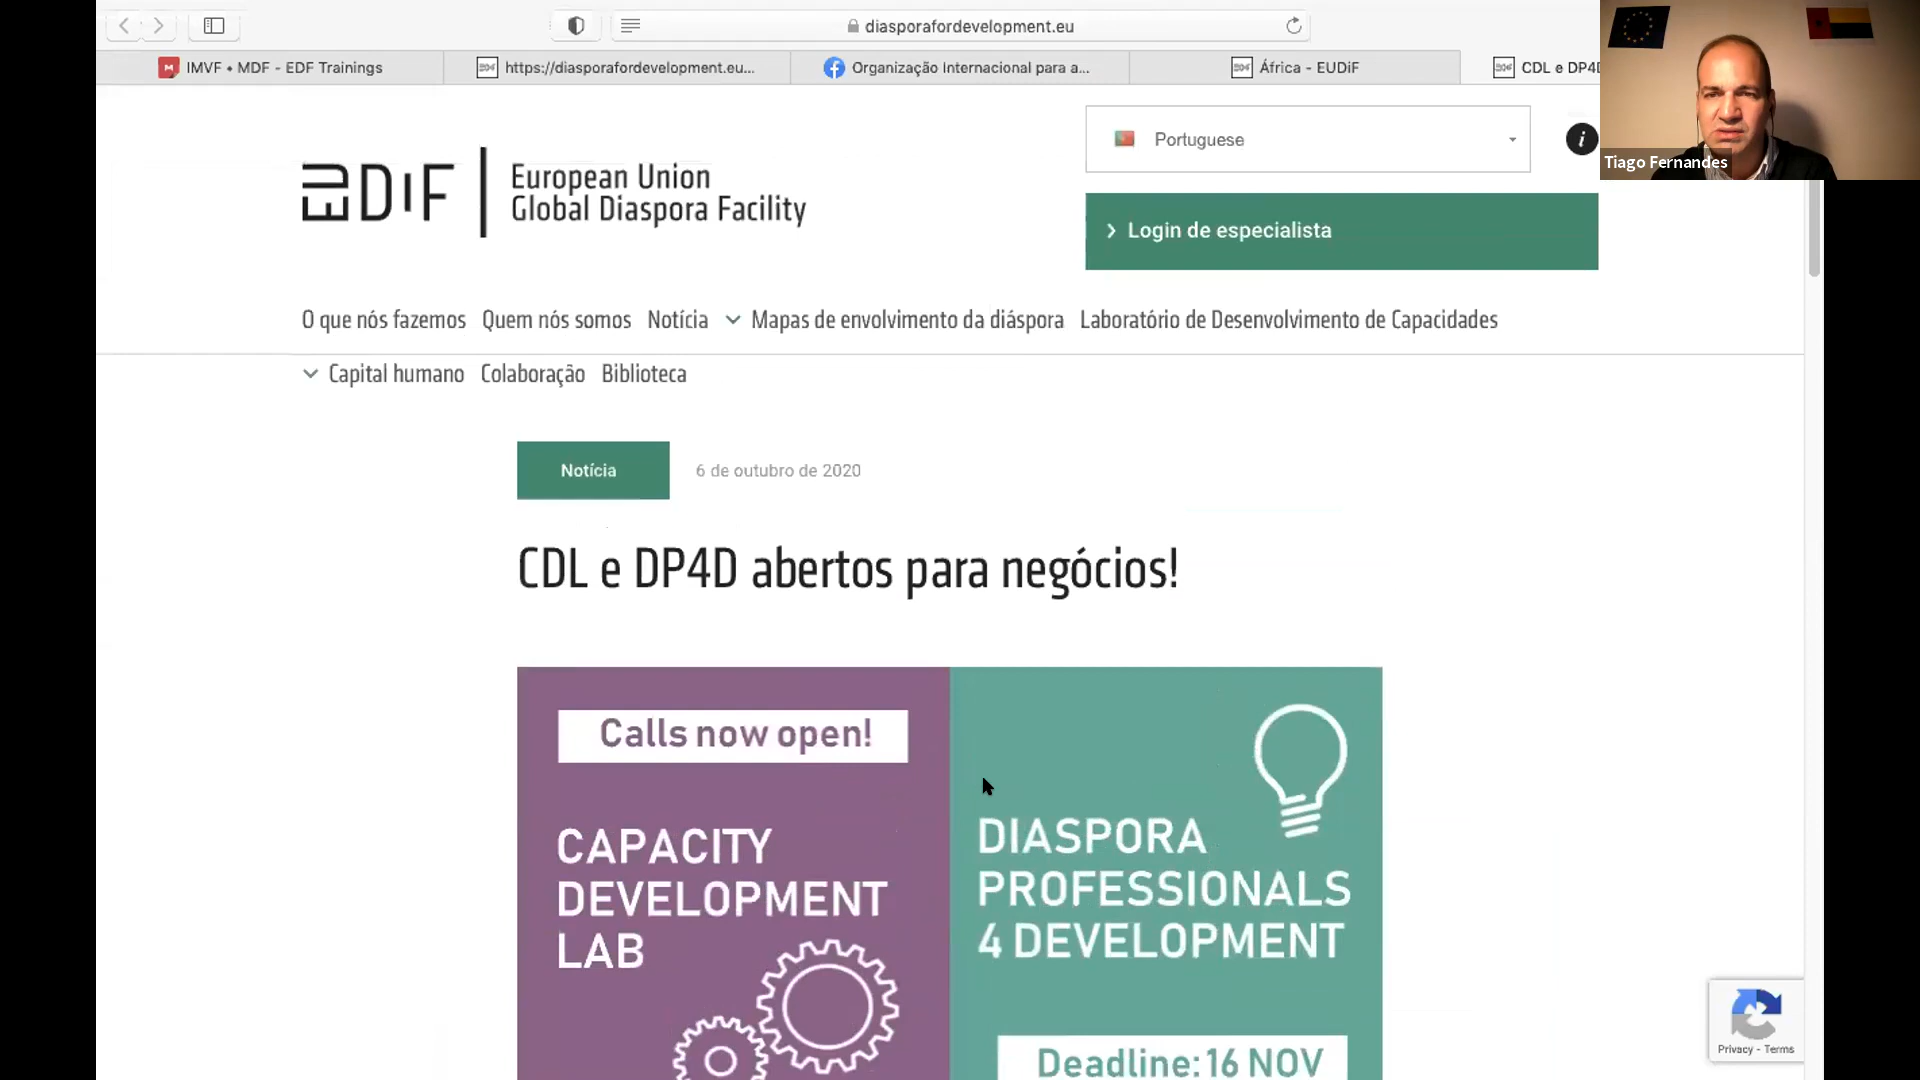 diasporafordevelopment.eu
IMVF • MDF - EDF Trainings
https://diasporafordevelopment.eu...
Organização Internacional para a...
África - EUDiF
CDL e DP4D
Tiago Fernandes
EUDiF
European Union
Global Diaspora Facility
Portuguese
i
Login de especialista
O que nós fazemos
Quem nós somos
Notícia
Mapas de envolvimento da diáspora
Laboratório de Desenvolvimento de Capacidades
Capital humano
Colaboração
Biblioteca
Notícia
6 de outubro de 2020
CDL e DP4D abertos para negócios!
Calls now open!
CAPACITY
DEVELOPMENT
LAB
DIASPORA
PROFESSIONALS
4 DEVELOPMENT
Deadline: 16 NOV
Privacy - Terms